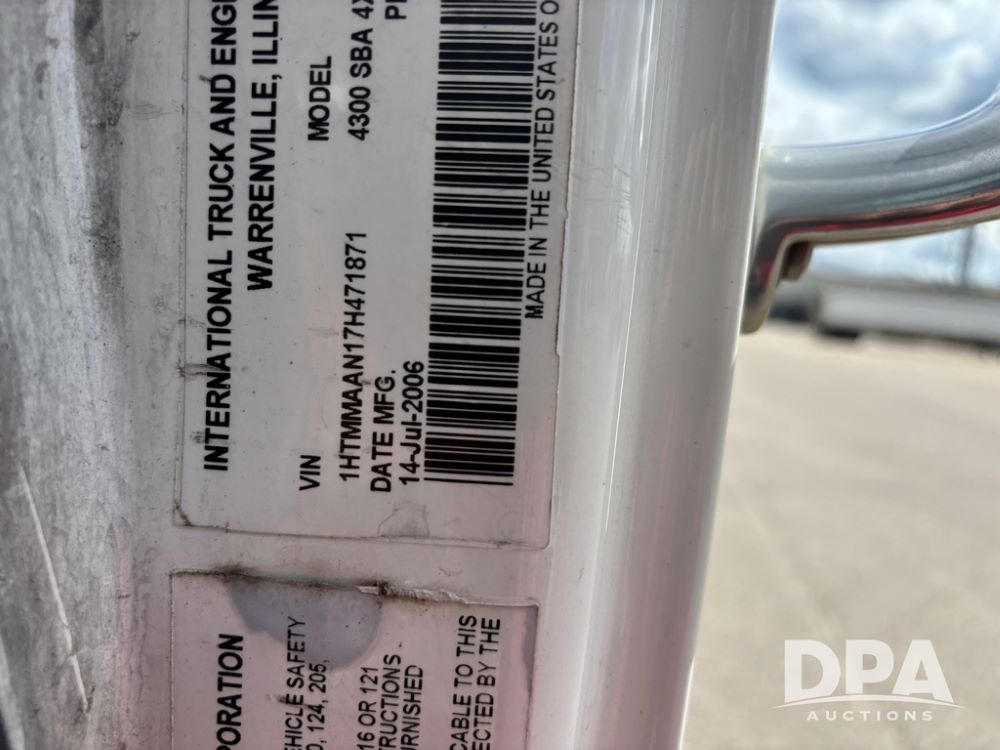 INTERNATIONAL TRUCK AND ENG
WARRENVILLE, ILLIN
VIN
MODEL
1HTMMAAN17H471871
4300 SBA 4X
DATE MFG.
14-Jul-2006
MADE IN THE UNITED STATES O
PORATION
EHICLE SAFETY
124, 205,
16 OR 121
TRUCTIONS
URNISHED
CABLE TO THIS
ECTED BY THE
DPA
AUCTIONS